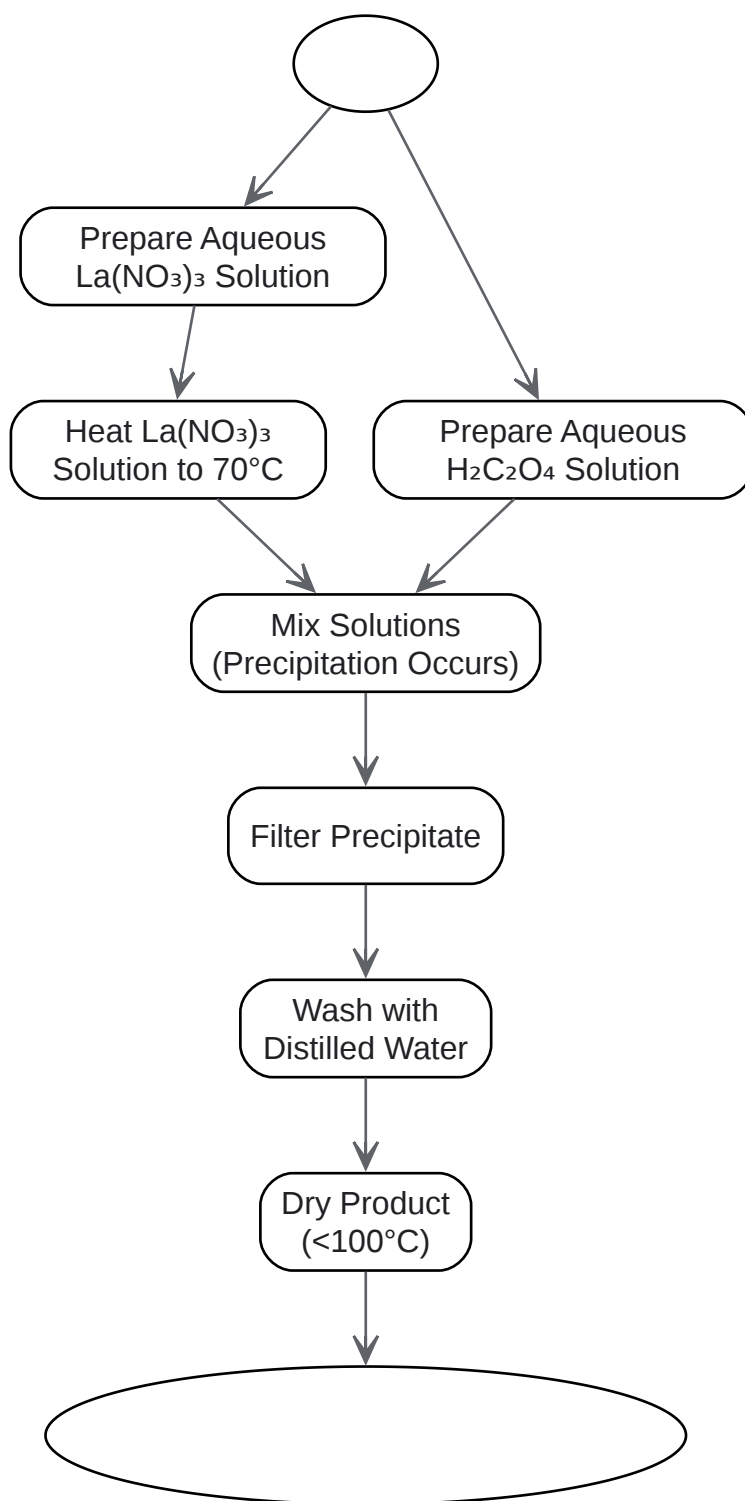 Prepare Aqueous
La(NO₃)₃ Solution
Heat La(NO₃)₃
Solution to 70°C
Prepare Aqueous
H₂C₂O₄ Solution
Mix Solutions
(Precipitation Occurs)
Filter Precipitate
Wash with
Distilled Water
Dry Product
(<100°C)